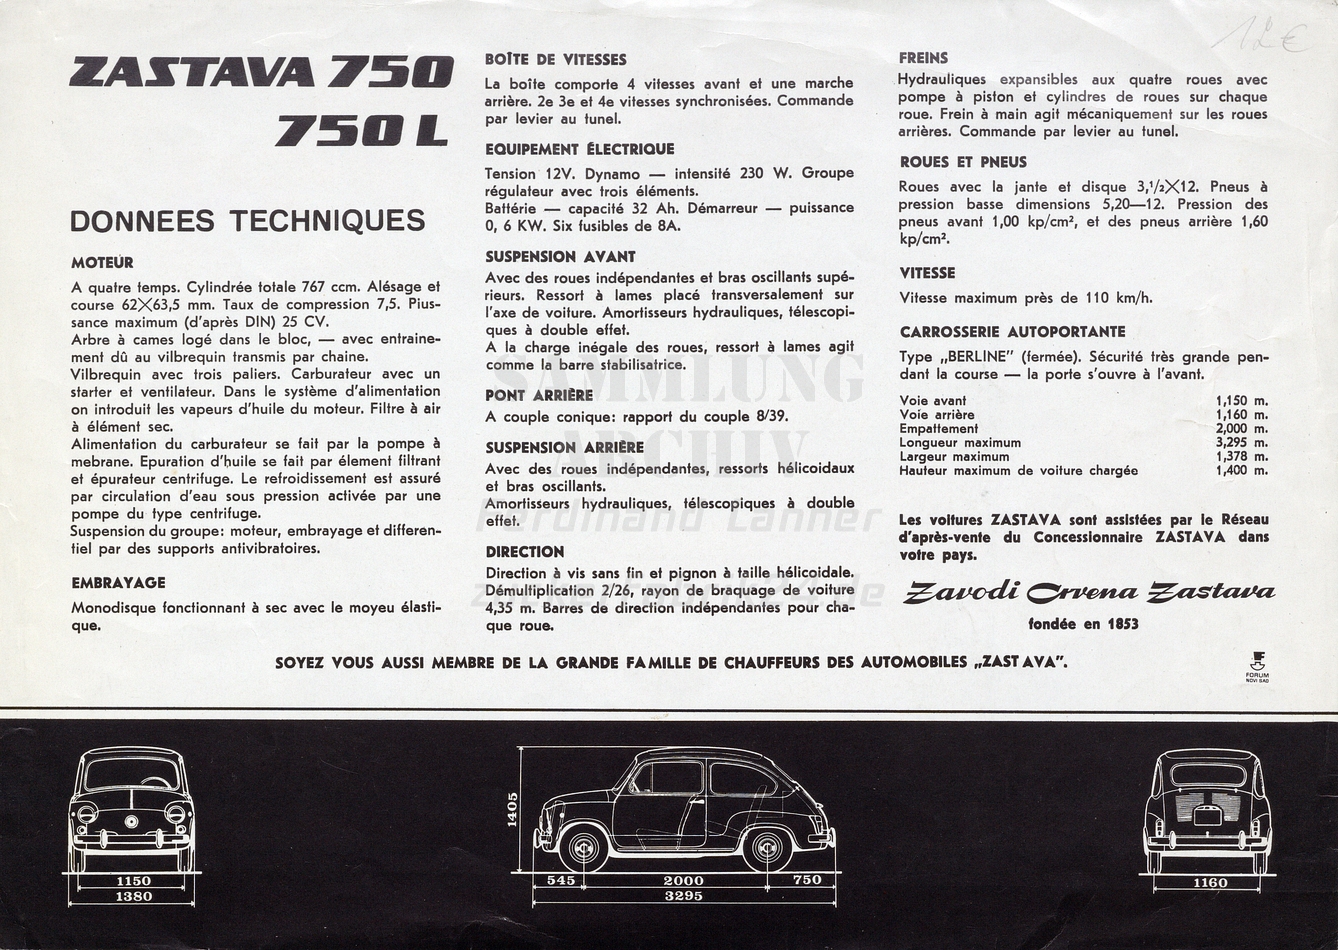 12€
ZASTAVA 750
750 L
DONNEES TECHNIQUES
MOTEUR
A quatre temps. Cylindrée totale 767 ccm. Alésage et
course 62X63,5 mm. Taux de compression 7,5. Pius-
sance maximum (d'après DIN) 25 CV.
Arbre à cames logé dans le bloc, — avec entraine-
ment dû au vilbrequin transmis par chaine.
Vilbrequin avec trois paliers. Carburateur avec un
starter et ventilateur. Dans le système d'alimentation
on introduit les vapeurs d'huile du moteur. Filtre à air
à élément sec.
Alimentation du carburateur se fait par la pompe à
mebrane. Epuration d'huile se fait par élement filtrant
et épurateur centrifuge. Le refroidissement est assuré
par circulation d'eau sous pression activée par une
pompe du type centrifuge.
Suspension du groupe: moteur, embrayage et differen-
tiel par des supports antivibratoires.
EMBRAYAGE
Monodisque fonctionnant à sec avec le moyeu élasti-
que.
BOÎTE DE VITESSES
La boîte comporte 4 vitesses avant et une marche
arrière. 2e 3e et 4e vitesses synchronisées. Commande
par levier au tunel.
EQUIPEMENT ÉLECTRIQUE
Tension 12V. Dynamo — intensité 230 W. Groupe
régulateur avec trois éléments.
Battérie — capacité 32 Ah. Démarreur — puissance
0, 6 KW. Six fusibles de 8A.
SUSPENSION AVANT
Avec des roues indépendantes et bras oscillants supé-
rieurs. Ressort à lames placé transversalement sur
l'axe de voiture. Amortisseurs hydrauliques, télescopi-
ques à double effet.
A la charge inégale des roues, ressort à lames agit
comme la barre stabilisatrice.
PONT ARRIÈRE
A couple conique: rapport du couple 8/39.
SUSPENSION ARRIÈRE
Avec des roues indépendantes, ressorts hélicoidaux
et bras oscillants.
Amortisseurs hydrauliques, télescopiques à double
effet.
DIRECTION
Direction à vis sans fin et pignon à taille hélicoidale.
Démultiplication 2/26, rayon de braquage de voiture
4,35 m. Barres de direction indépendantes pour cha-
que roue.
FREINS
Hydrauliques expansibles aux quatre roues avec
pompe à piston et cylindres de roues sur chaque
roue. Frein à main agit mécaniquement sur les roues
arrières. Commande par levier au tunel.
ROUES ET PNEUS
Roues avec la jante et disque 3,1/2X12. Pneus à
pression basse dimensions 5,20—12. Pression des
pneus avant 1,00 kp/cm², et des pneus arrière 1,60
kp/cm².
VITESSE
Vitesse maximum près de 110 km/h.
CARROSSERIE AUTOPORTANTE
Type „BERLINE” (fermée). Sécurité très grande pen-
dant la course — la porte s'ouvre à l'avant.
Voie avant 1,150 m.
Voie arrière 1,160 m.
Empattement 2,000 m.
Longueur maximum 3,295 m.
Largeur maximum 1,378 m.
Hauteur maximum de voiture chargée 1,400 m.
Les voitures ZASTAVA sont assistées par le Réseau
d'après-vente du Concessionnaire ZASTAVA dans
votre pays.
Zavodi Crvena Zastava
fondée en 1853
SAMMLUNG
ARCHIV
Ferdinand Lanner
SOYEZ VOUS AUSSI MEMBRE DE LA GRANDE FAMILLE DE CHAUFFEURS DES AUTOMOBILES „ZASTAVA”.
FORUM
NOVI SAD
1150
1380
1405
545 2000 750
3295
1160